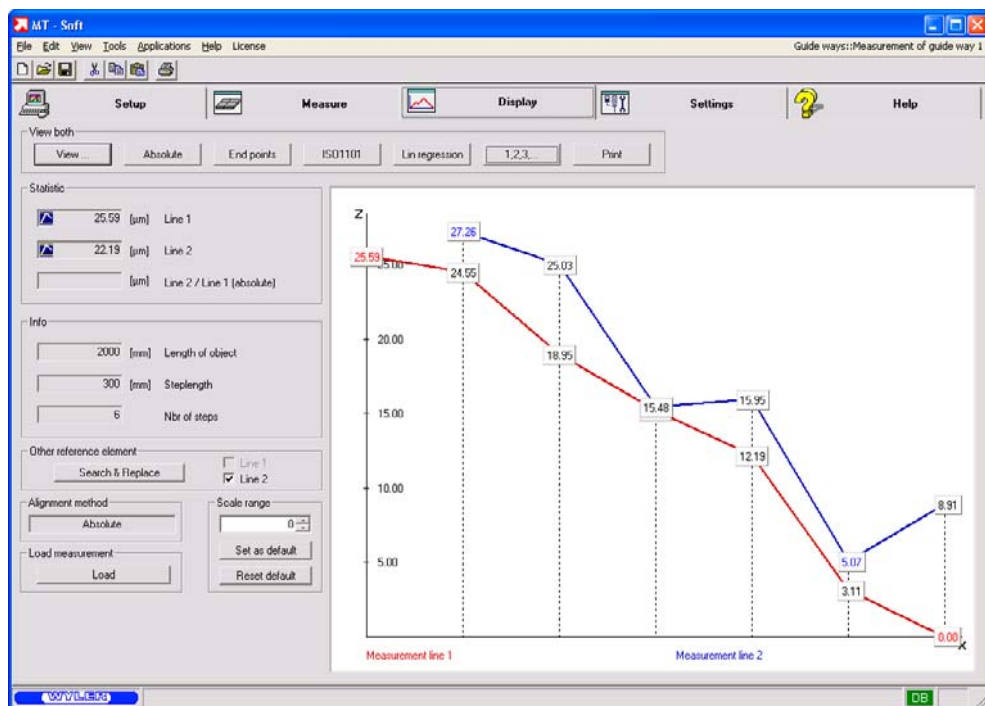 MT - Soft
File Edit View Tools Applications Help License
Guide ways::Measurement of guide way 1
Setup
Measure
Display
Settings
Help
View both
View ...
Absolute
End points
ISO1101
Lin regression
1,2,3,...
Print
Statistic
25.59 [µm] Line 1
22.19 [µm] Line 2
[µm] Line 2 / Line 1 (absolute)
Info
2000 [mm] Length of object
300 [mm] Steplength
6 Nbr of steps
Other reference element
Search & Replace
Line 1
Line 2
Alignment method
Absolute
Scale range
0
Set as default
Reset default
Load measurement
Load
Z
27.26
25.59
25.00
24.55
25.03
20.00
18.95
15.00
15.48
15.95
12.19
10.00
8.91
5.00
5.07
3.11
0.00
X
Measurement line 1
Measurement line 2
WYLER
DB